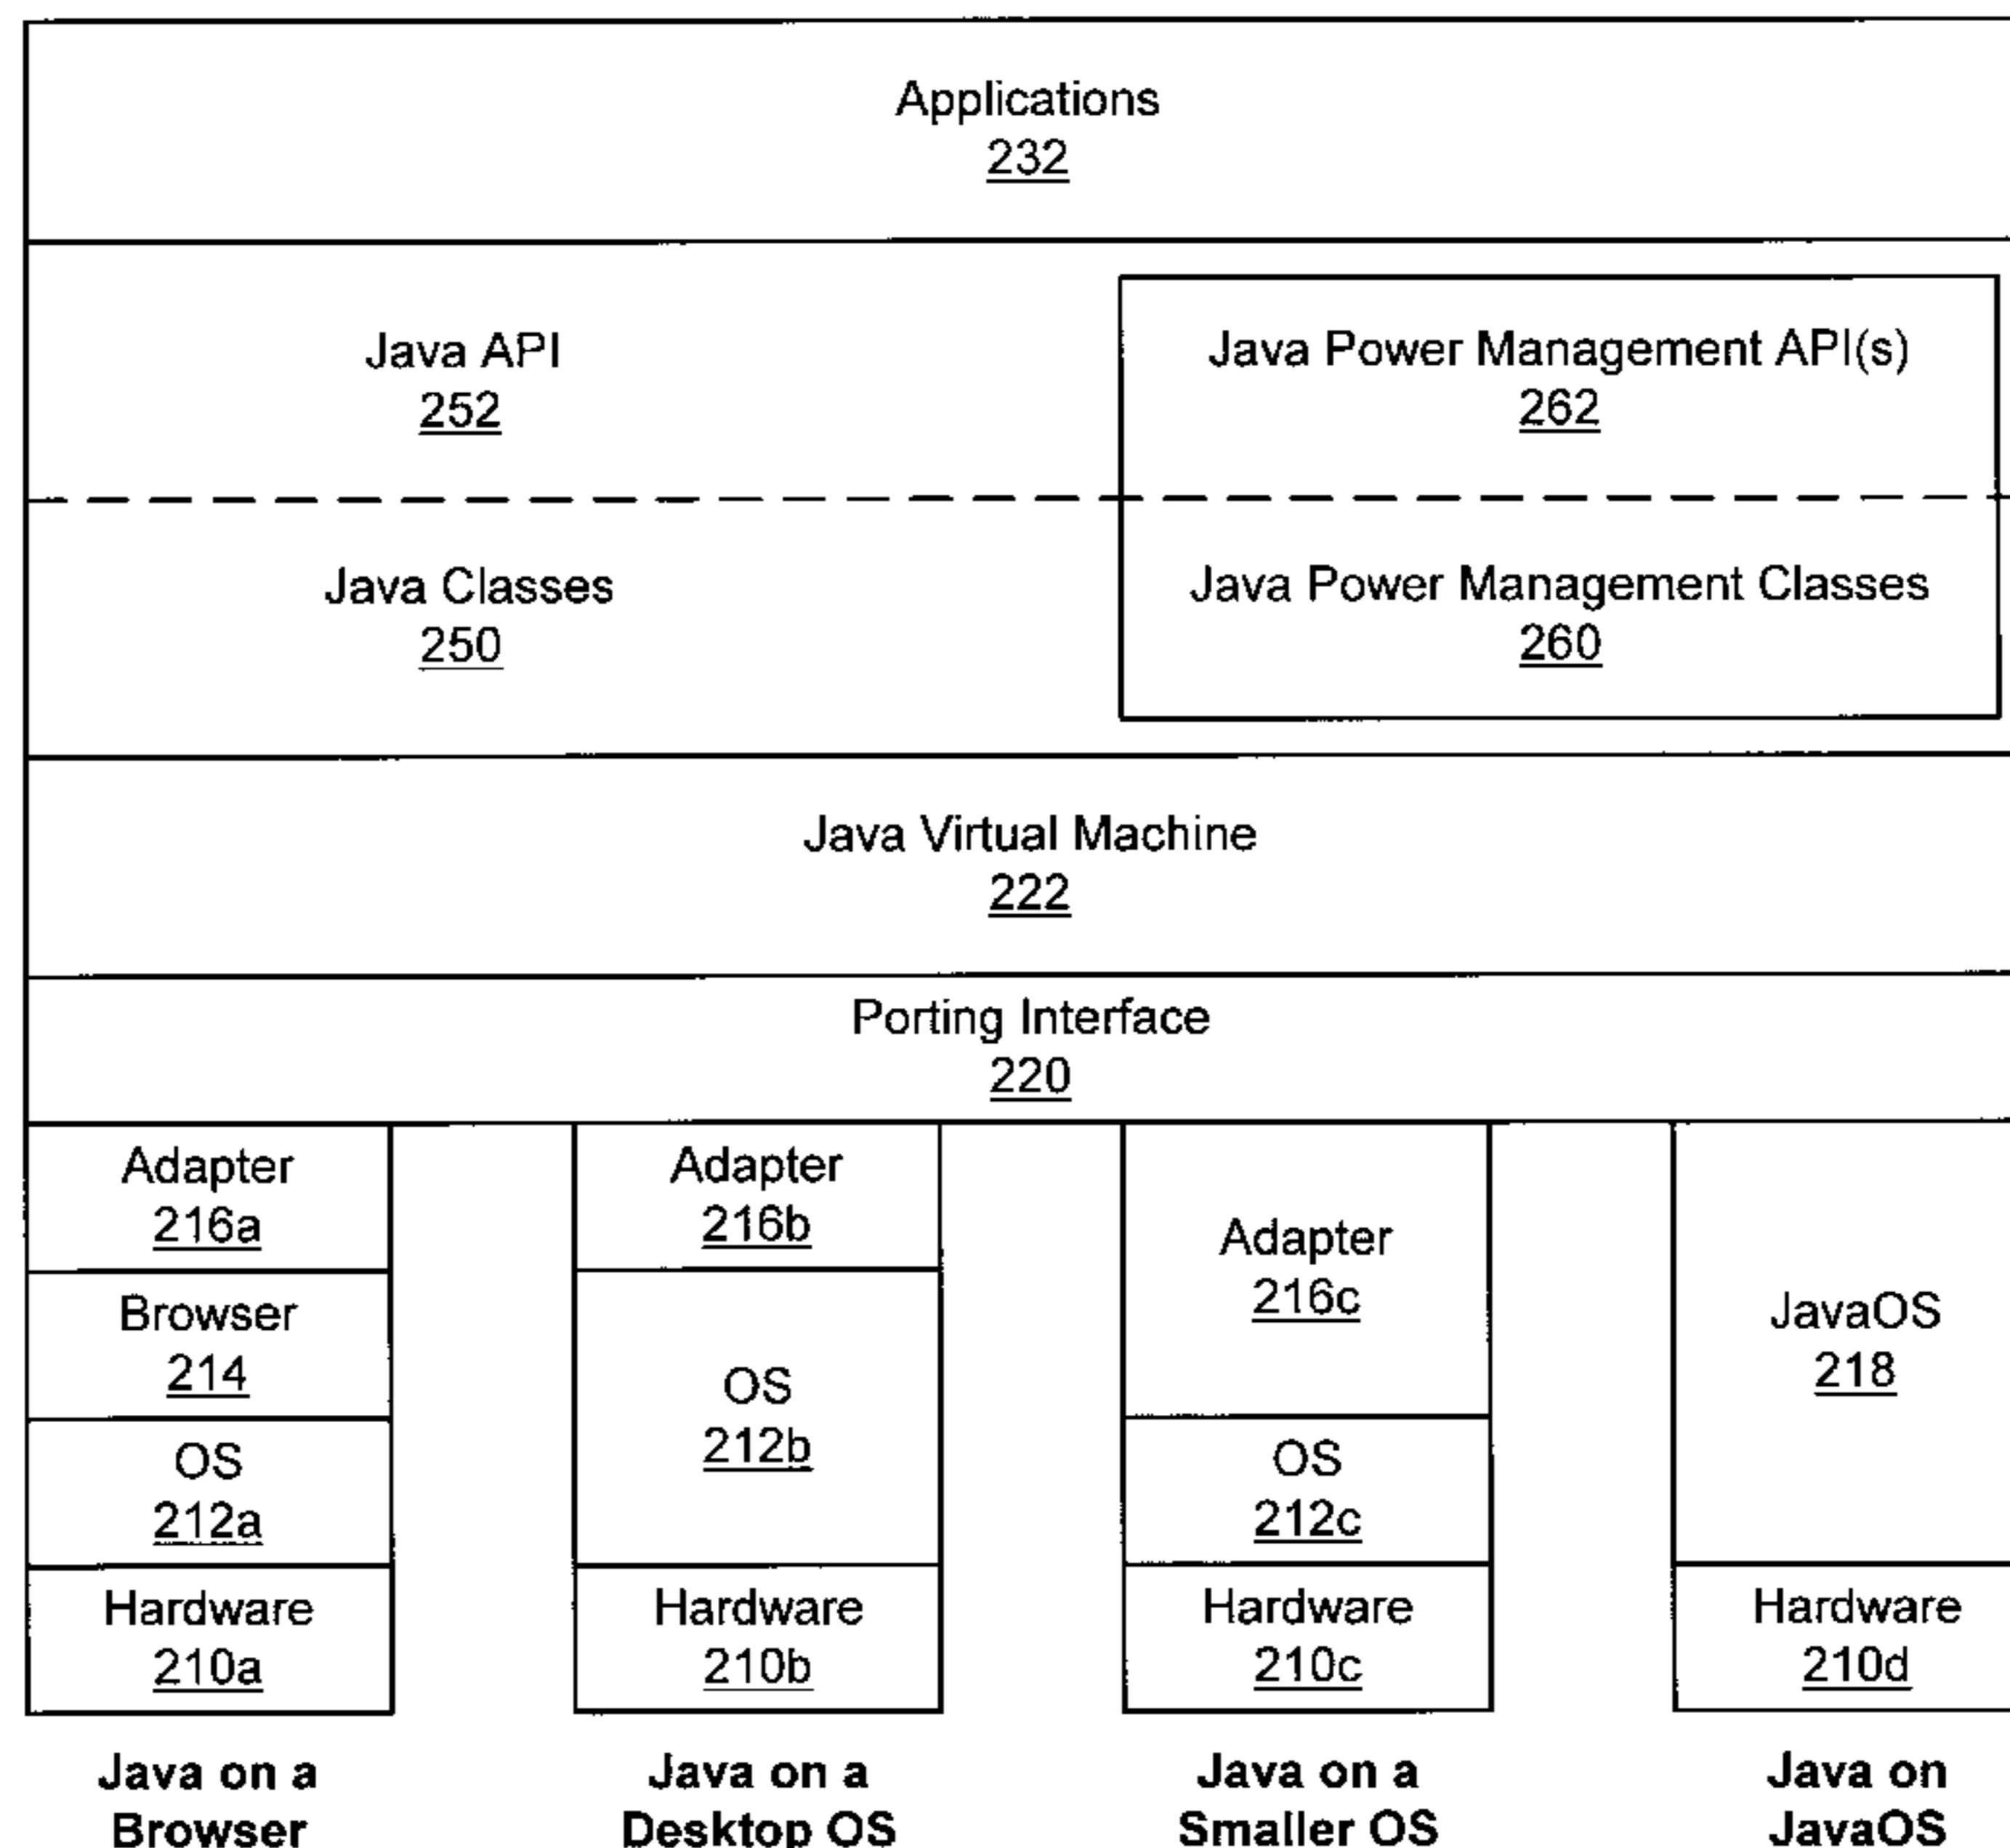 Applications
232
Java API
252
Java Power Management API(s)
262
Java Classes
250
Java Power Management Classes
260
Java Virtual Machine
222
Porting Interface
220
Adapter
216a
Browser
214
OS
212a
Hardware
210a
Adapter
216b
OS
212b
Hardware
210b
Adapter
216c
OS
212c
Hardware
210c
JavaOS
218
Hardware
210d
Java on a
Browser
Java on a
Desktop OS
Java on a
Smaller OS
Java on
JavaOS